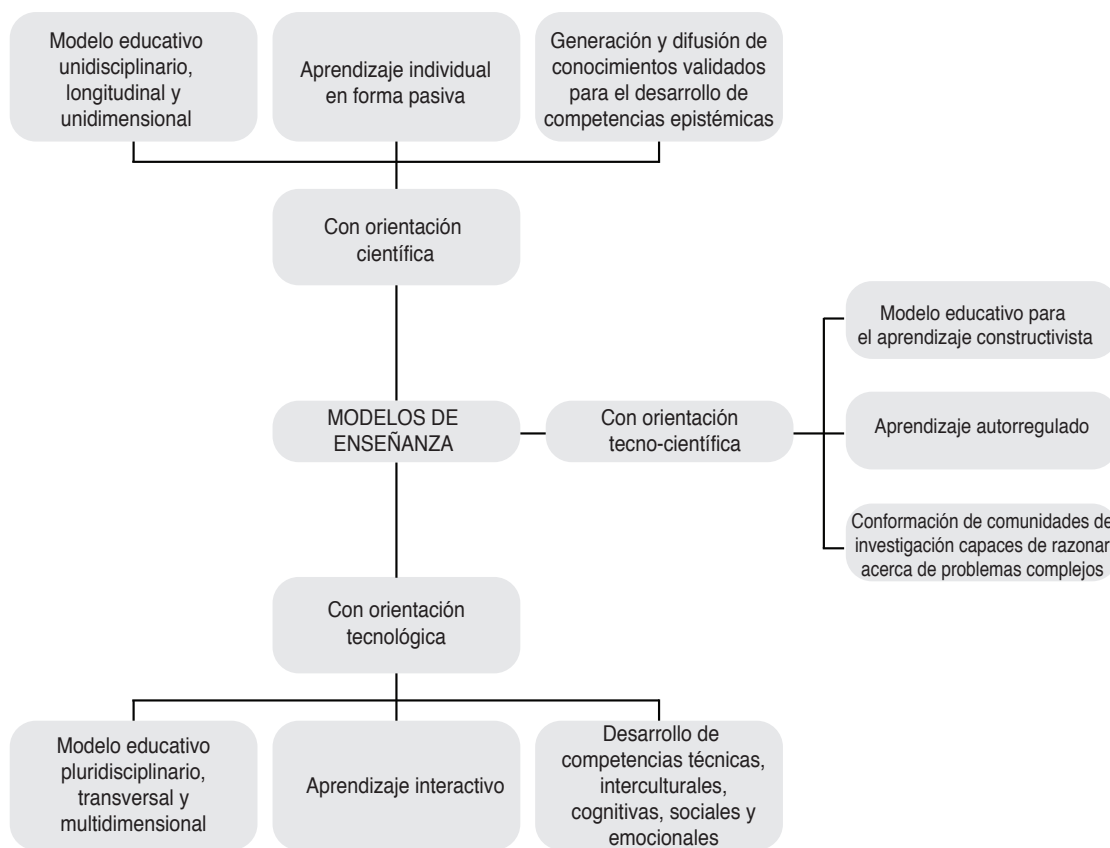 Modelo educativo
unidisciplinario,
longitudinal y
unidimensional
Aprendizaje individual
en forma pasiva
Generación y difusión de
conocimientos validados
para el desarrollo de
competencias epistémicas
Con orientación
científica
MODELOS DE
ENSEÑANZA
Con orientación
tecno-científica
Modelo educativo para
el aprendizaje constructivista
Aprendizaje autorregulado
Conformación de comunidades de
investigación capaces de razonar
acerca de problemas complejos
Con orientación
tecnológica
Modelo educativo
pluridisciplinario,
transversal y
multidimensional
Aprendizaje interactivo
Desarrollo de
competencias técnicas,
interculturales,
cognitivas, sociales y
emocionales